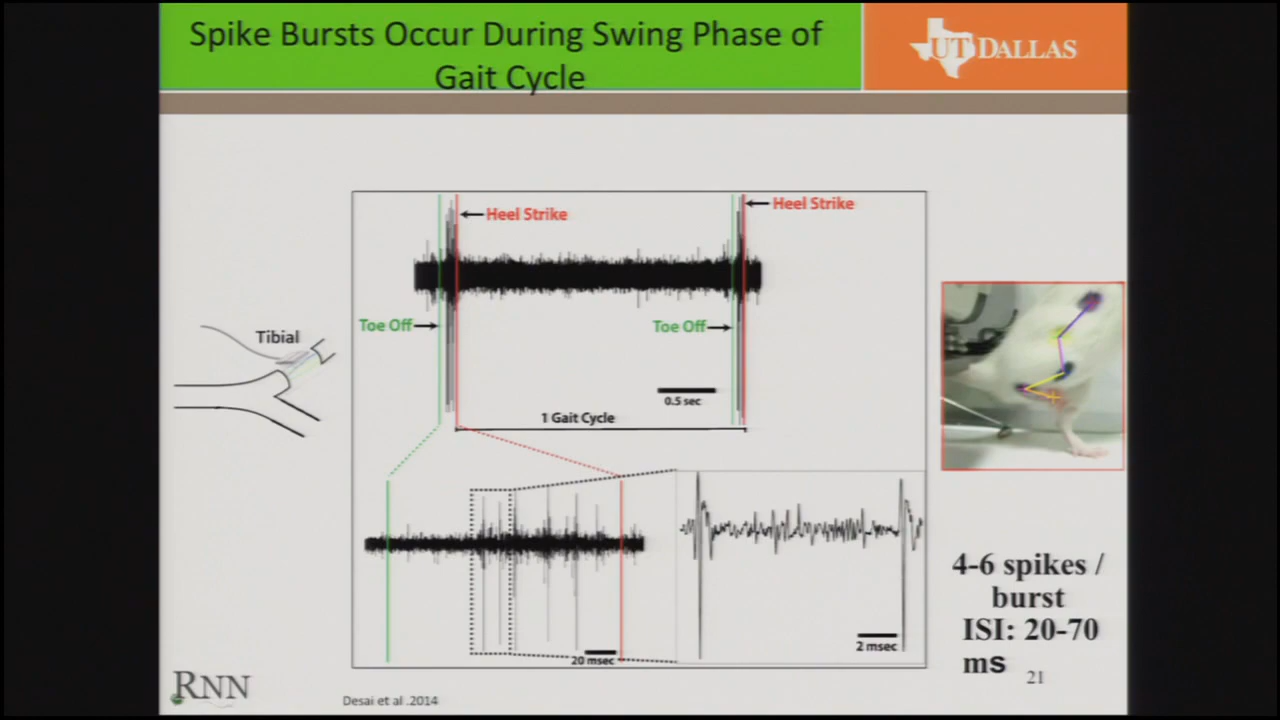 Spike Bursts Occur During Swing Phase of
Gait Cycle
UT DALLAS
Heel Strike
Heel Strike
Toe Off
Toe Off
Tibial
0.5 sec
1 Gait Cycle
20 msec
2 msec
4-6 spikes /
burst
ISI: 20-70
ms
21
RNN
Desai et al .2014